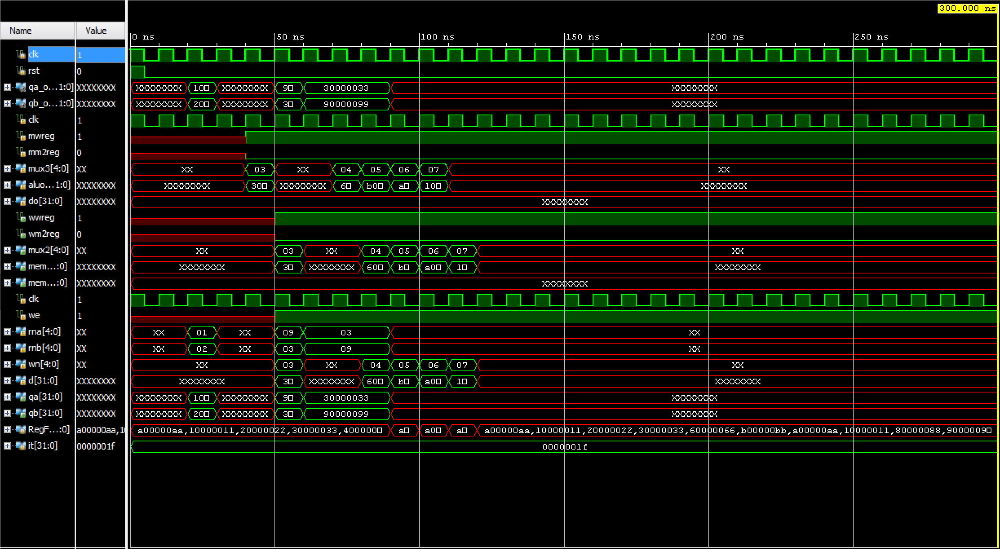 300.000 ns
Name Value
0 ns 50 ns 100 ns 150 ns 200 ns 250 ns
clk 1
rst 0
qa_o...1:0] XXXXXXXX XXXXXXXX 10 XXXXXXXX 9 30000033 XXXXXXXX
qb_o...1:0] XXXXXXXX XXXXXXXX 20 XXXXXXXX 3 90000099 XXXXXXXX
clk 1
mwreg 1
mm2reg 0
mux3[4:0] XX XX 03 XX 04 05 06 07 XX
aluo...1:0] XXXXXXXX XXXXXXXX 300 XXXXXXXX 6 b0 a 10 XXXXXXXX
do[31:0] XXXXXXXX XXXXXXXX
wwreg 1
wm2reg 0
mux2[4:0] XX XX 03 XX 04 05 06 07 XX
mem...:0] XXXXXXXX XXXXXXXX 3 XXXXXXXX 60 b a0 1 XXXXXXXX
mem...:0] XXXXXXXX XXXXXXXX
clk 1
we 1
rna[4:0] XX XX 01 XX 09 03 XX
rnb[4:0] XX XX 02 XX 03 09 XX
wn[4:0] XX XX 03 XX 04 05 06 07 XX
d[31:0] XXXXXXXX XXXXXXXX 3 XXXXXXXX 60 b a0 1 XXXXXXXX
qa[31:0] XXXXXXXX XXXXXXXX 10 XXXXXXXX 9 30000033 XXXXXXXX
qb[31:0] XXXXXXXX XXXXXXXX 20 XXXXXXXX 3 90000099 XXXXXXXX
RegF...:0] a00000aa,1 a00000aa,10000011,20000022,30000033,400000 a a0 a a00000aa,10000011,20000022,30000033,60000066,b00000bb,a00000aa,10000011,80000088,9000009
it[31:0] 0000001f 0000001f